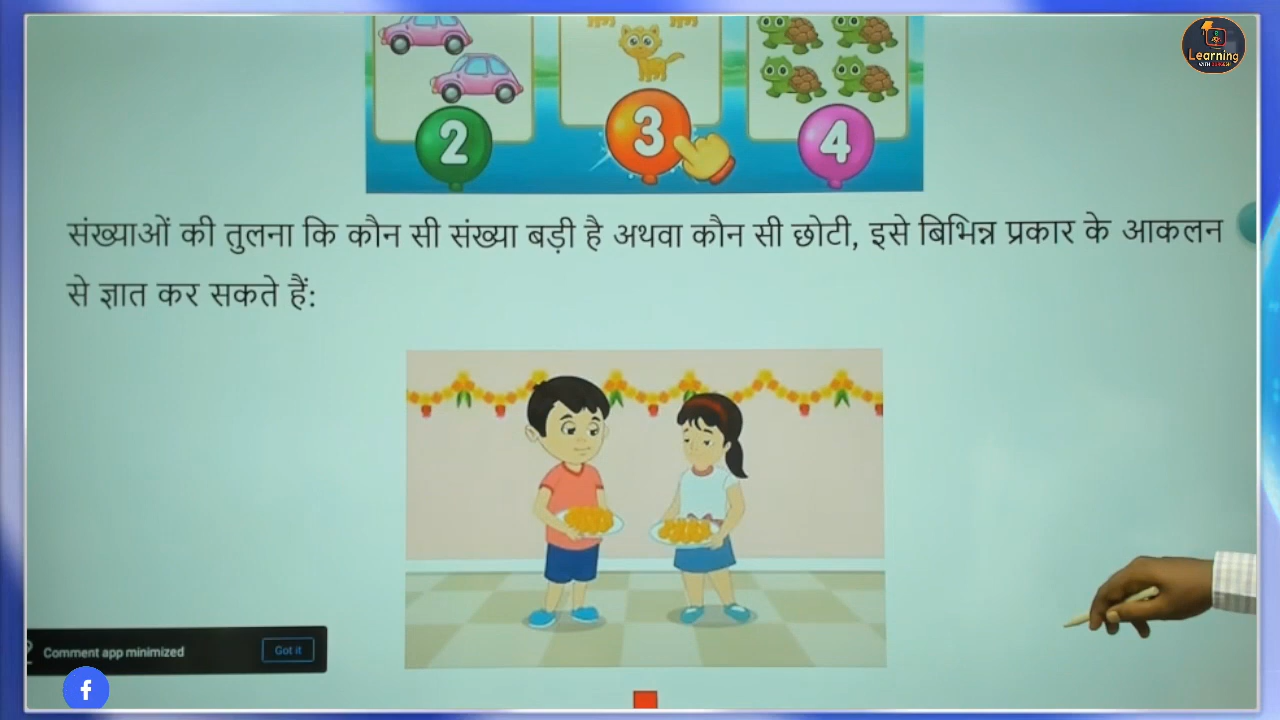 Learning
2 3 4
संख्याओं की तुलना कि कौन सी संख्या बड़ी है अथवा कौन सी छोटी, इसे बिभिन्न प्रकार के आकलन
से ज्ञात कर सकते हैं:
Comment app minimized Got it
f